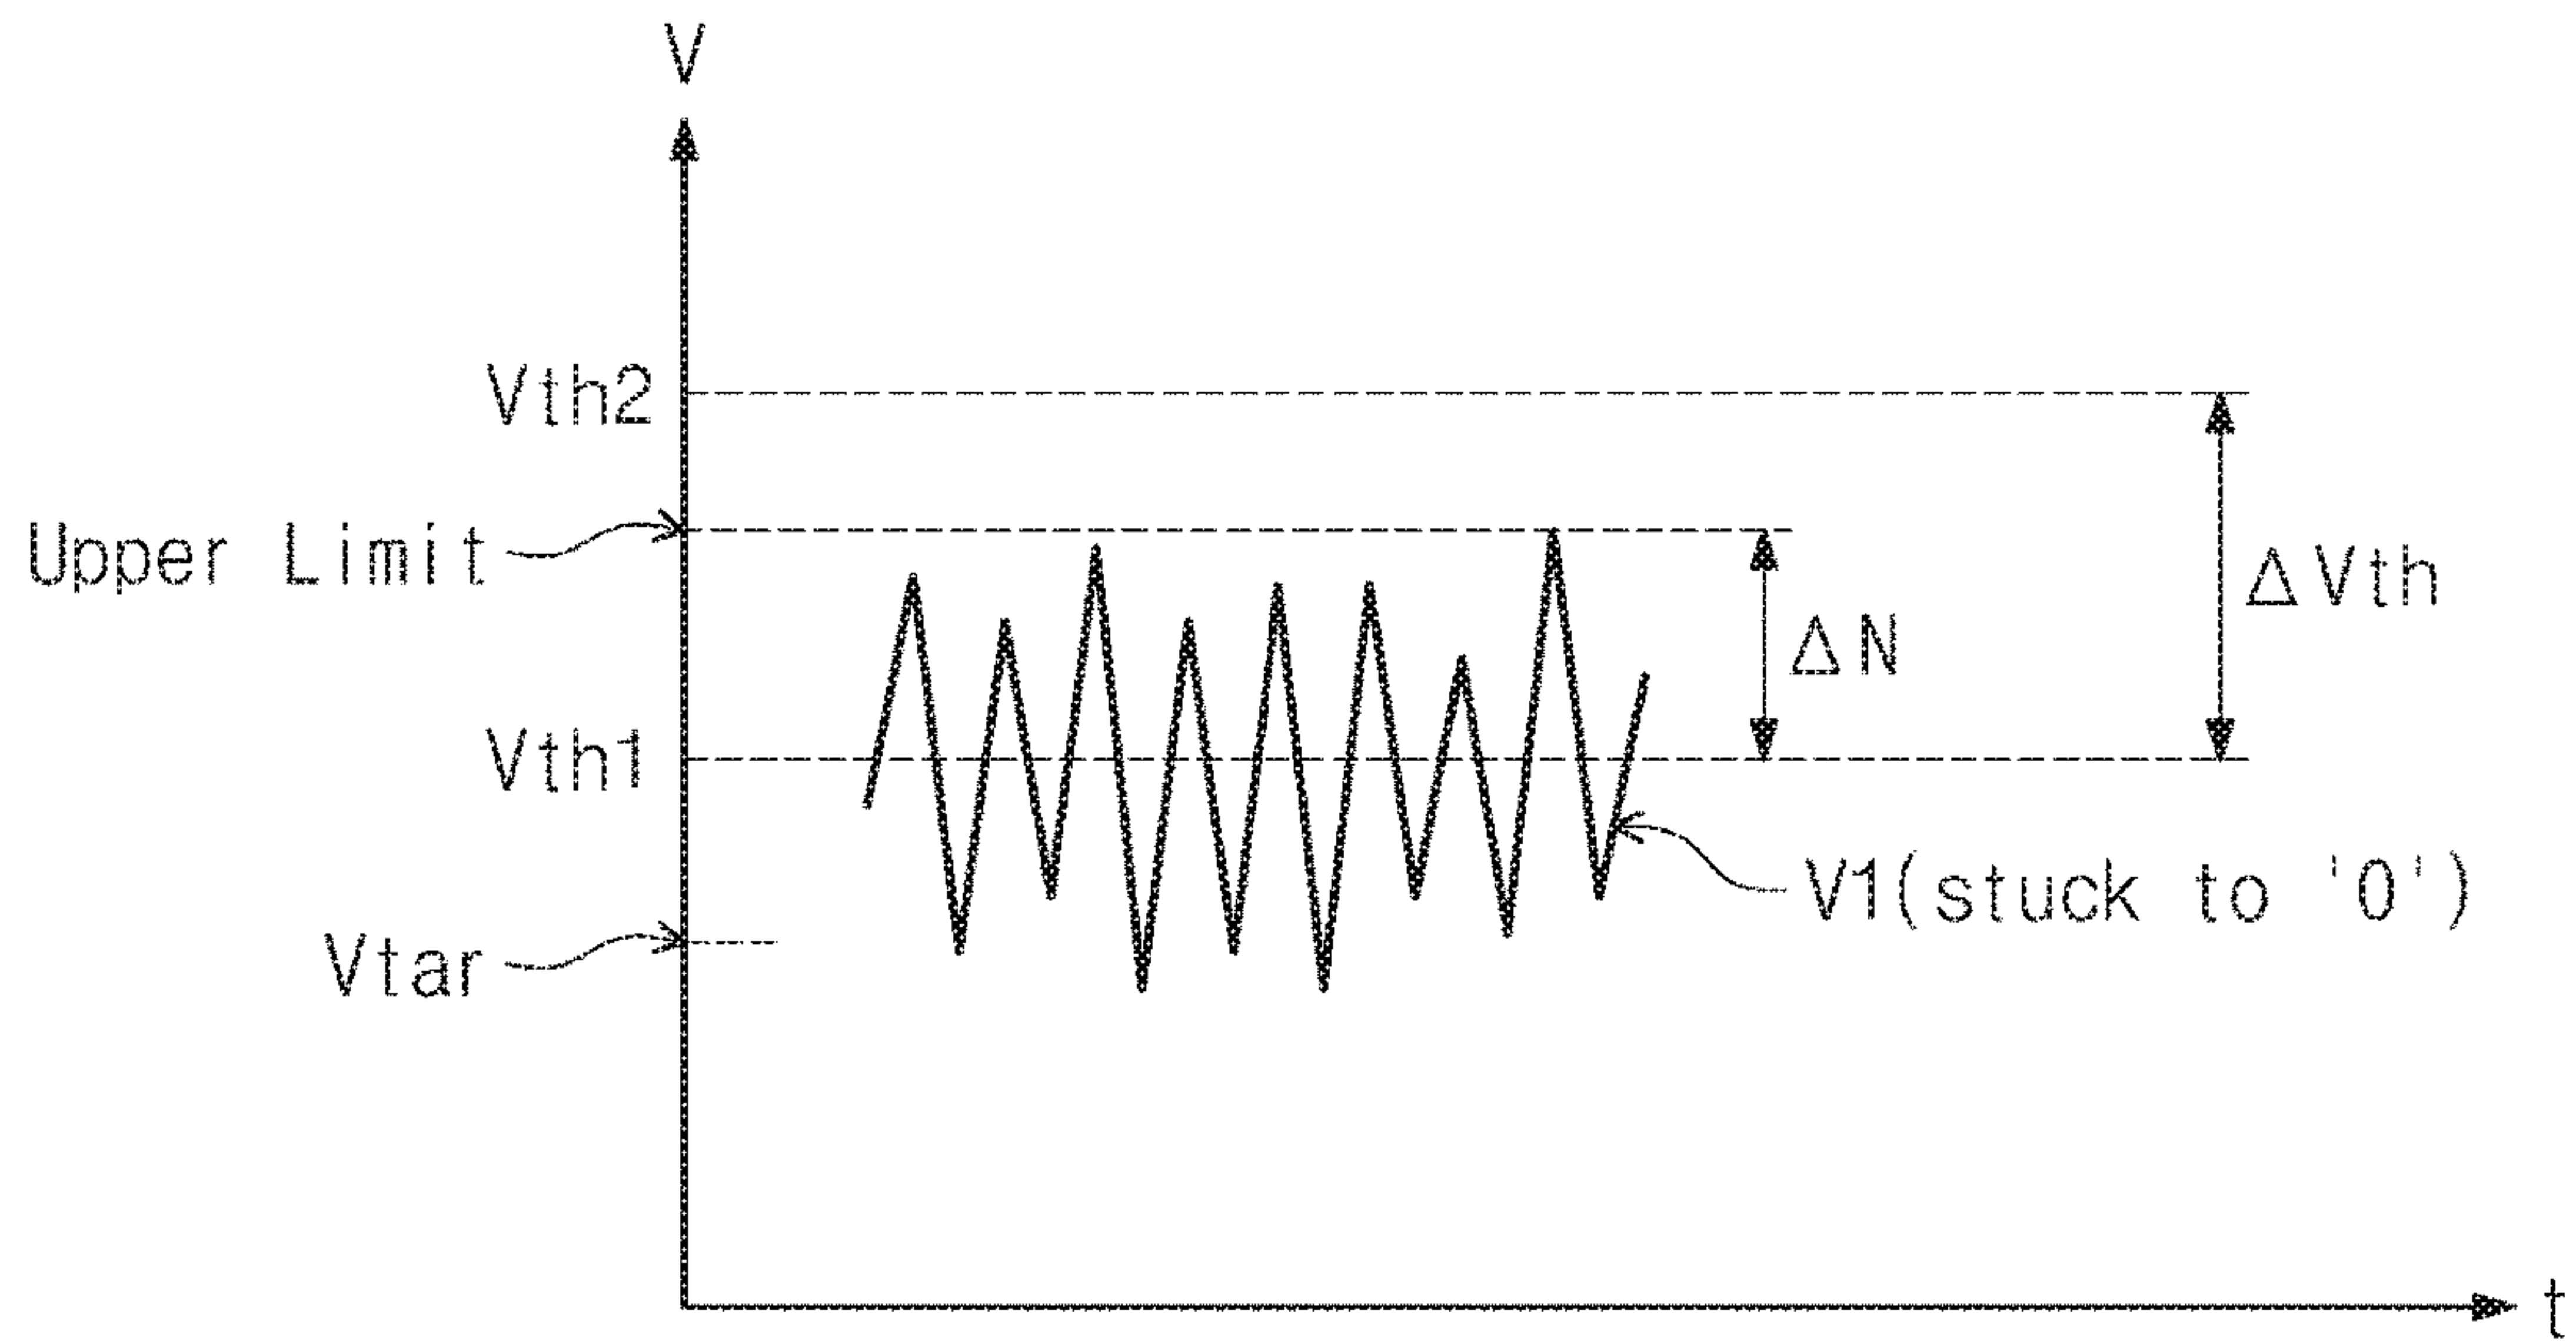 V
Vth2
Upper Limit
ΔVth
ΔN
Vth1
V1(stuck to '0')
Vtar
t